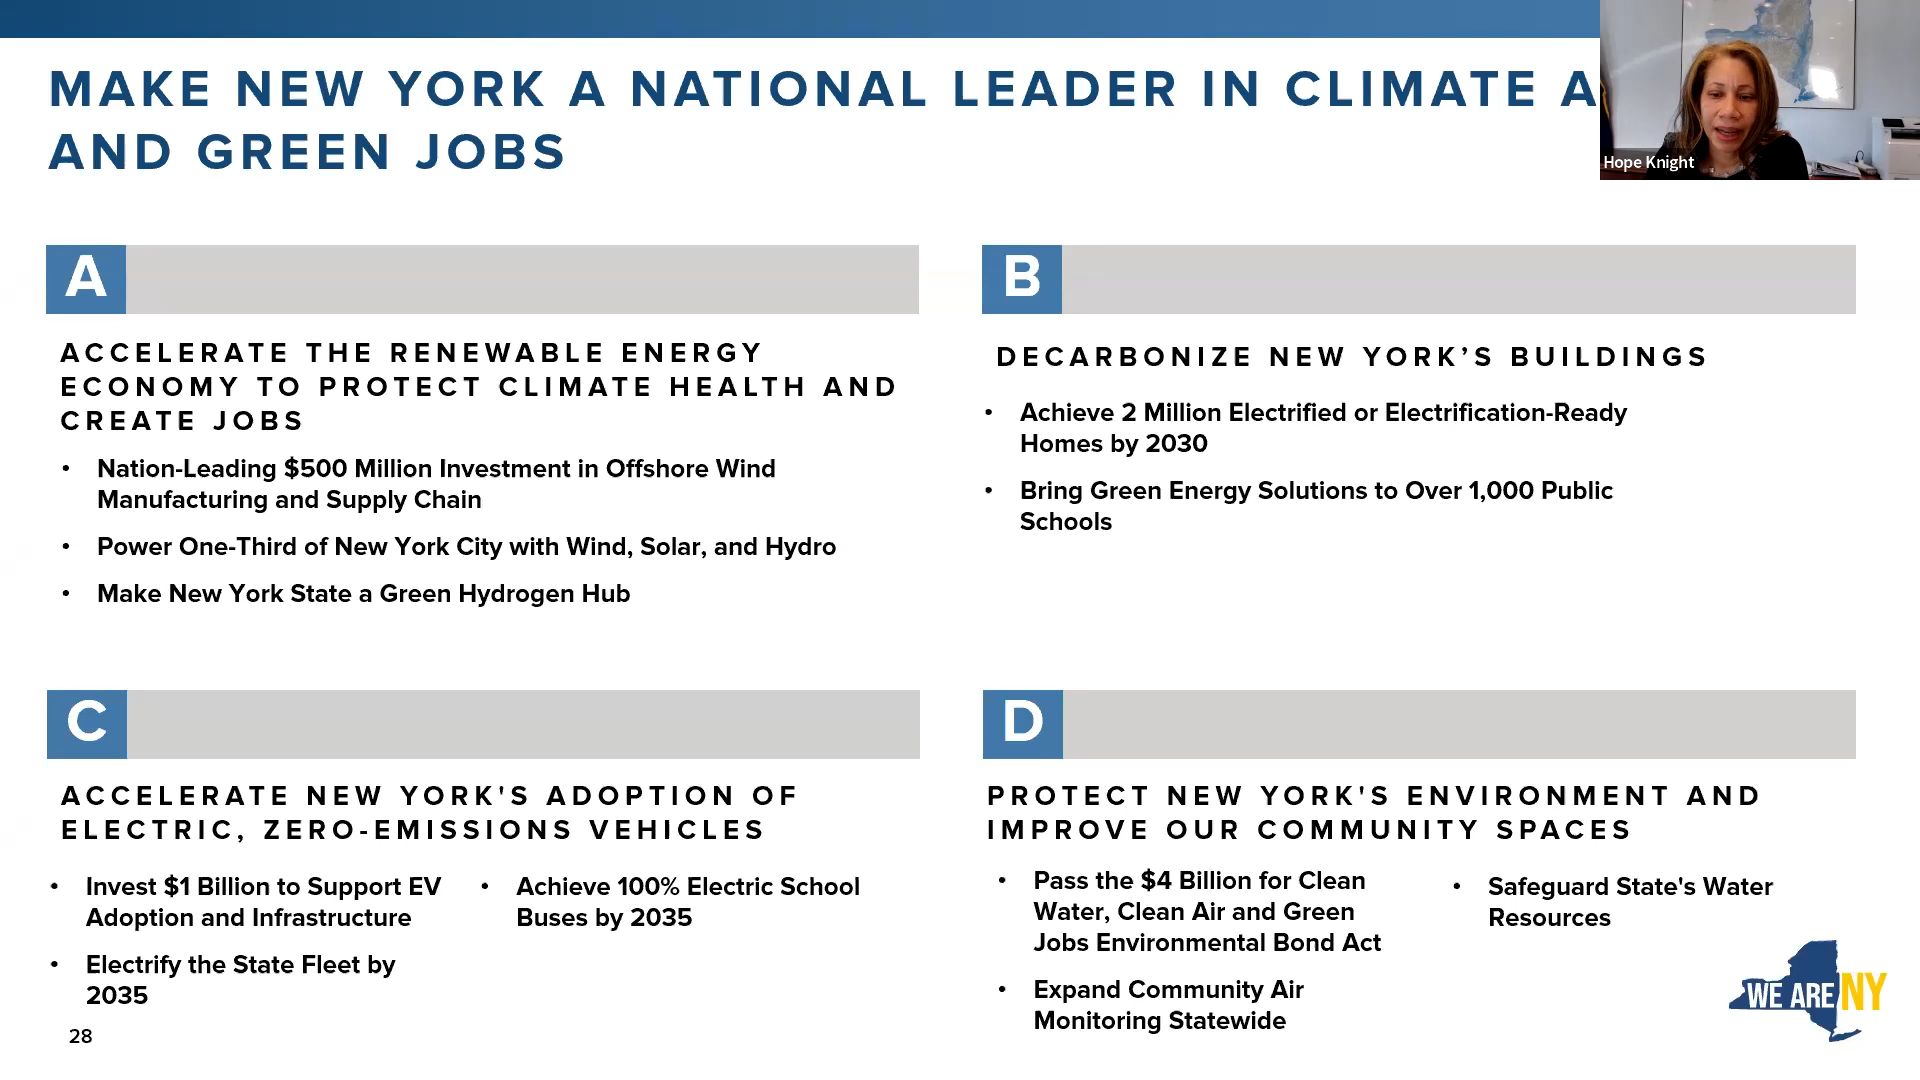 MAKE NEW YORK A NATIONAL LEADER IN CLIMATE A
AND GREEN JOBS
Hope Knight
A
ACCELERATE THE RENEWABLE ENERGY
ECONOMY TO PROTECT CLIMATE HEALTH AND
CREATE JOBS
• Nation-Leading $500 Million Investment in Offshore Wind
Manufacturing and Supply Chain
• Power One-Third of New York City with Wind, Solar, and Hydro
• Make New York State a Green Hydrogen Hub
B
DECARBONIZE NEW YORK’S BUILDINGS
• Achieve 2 Million Electrified or Electrification-Ready
Homes by 2030
• Bring Green Energy Solutions to Over 1,000 Public
Schools
C
ACCELERATE NEW YORK'S ADOPTION OF
ELECTRIC, ZERO-EMISSIONS VEHICLES
• Invest $1 Billion to Support EV
Adoption and Infrastructure
• Electrify the State Fleet by
2035
• Achieve 100% Electric School
Buses by 2035
D
PROTECT NEW YORK'S ENVIRONMENT AND
IMPROVE OUR COMMUNITY SPACES
• Pass the $4 Billion for Clean
Water, Clean Air and Green
Jobs Environmental Bond Act
• Expand Community Air
Monitoring Statewide
• Safeguard State's Water
Resources
WE ARE NY
28